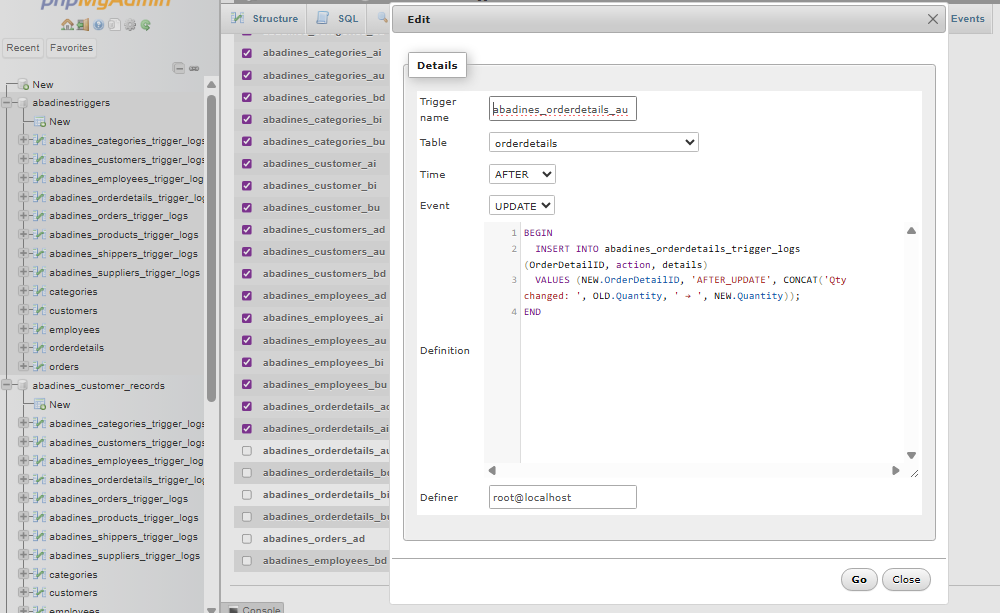 phpMyAdmin
Recent
Favorites
New
abadinestriggers
New
abadines_categories_trigger_logs
abadines_customers_trigger_logs
abadines_employees_trigger_log
abadines_orderdetails_trigger_log
abadines_orders_trigger_logs
abadines_products_trigger_logs
abadines_shippers_trigger_logs
abadines_suppliers_trigger_logs
categories
customers
employees
orderdetails
orders
abadines_customer_records
New
abadines_categories_trigger_logs
abadines_customers_trigger_logs
abadines_employees_trigger_log
abadines_orderdetails_trigger_log
abadines_orders_trigger_logs
abadines_products_trigger_logs
abadines_shippers_trigger_logs
abadines_suppliers_trigger_logs
categories
customers
employees
Structure
SQL
Events
abadines_categories_ai
abadines_categories_au
abadines_categories_bd
abadines_categories_bi
abadines_categories_bu
abadines_customer_ai
abadines_customer_bi
abadines_customer_bu
abadines_customers_ad
abadines_customers_au
abadines_customers_bd
abadines_employees_ad
abadines_employees_ai
abadines_employees_au
abadines_employees_bi
abadines_employees_bu
abadines_orderdetails_ad
abadines_orderdetails_ai
abadines_orderdetails_au
abadines_orderdetails_bd
abadines_orderdetails_bi
abadines_orderdetails_bu
abadines_orders_ad
abadines_employees_bd
Console
Edit
Details
Trigger name
abadines_orderdetails_au
Table
orderdetails
Time
AFTER
Event
UPDATE
Definition
1 BEGIN
2 INSERT INTO abadines_orderdetails_trigger_logs
(OrderDetailID, action, details)
3 VALUES (NEW.OrderDetailID, 'AFTER_UPDATE', CONCAT('Qty
changed: ', OLD.Quantity, ' → ', NEW.Quantity));
4 END
Definer
root@localhost
Go
Close